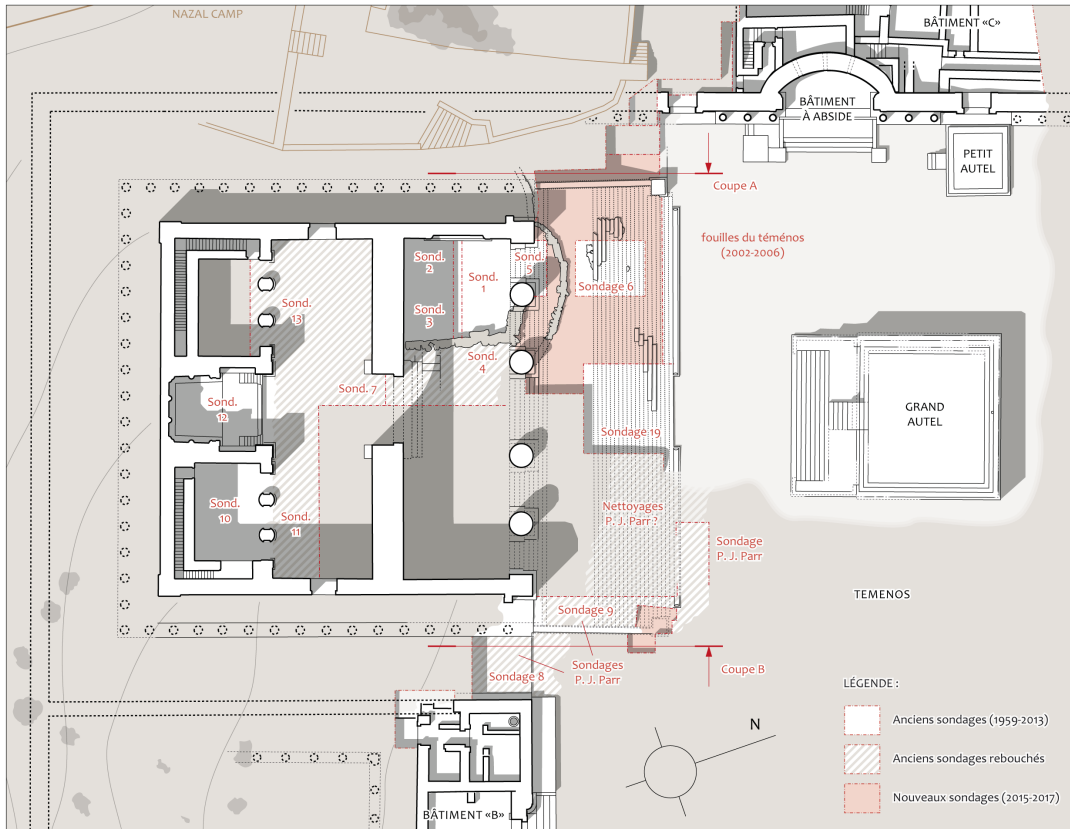 NAZAL CAMP
BÂTIMENT «C»
BÂTIMENT
À ABSIDE
PETIT
AUTEL
Coupe A
fouilles du téménos
(2002-2006)
Sond.
2
Sond.
1
Sond.
5
Sondage 6
Sond.
3
Sond.
13
Sond.
4
Sond. 7
Sond.
12
GRAND
AUTEL
Sondage 19
Sond.
10
Sond.
11
Nettoyages
P. J. Parr ?
Sondage
P. J. Parr
TEMENOS
Sondage 9
Sondages
P. J. Parr
Sondage 8
Coupe B
N
BÂTIMENT «B»
LÉGENDE :
Anciens sondages (1959-2013)
Anciens sondages rebouchés
Nouveaux sondages (2015-2017)